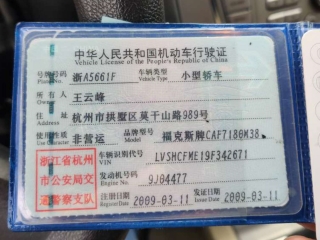 中华人民共和国机动车行驶证
Vehicle License of the People's Republic of China
号牌号码 浙A5661F 车辆类型 小型轿车
Plate No. Vehicle Type
所有人 王云峰
Owner
住址 杭州市拱墅区莫干山路989号
Address
使用性质 非营运 品牌型号 福克斯牌CAF7180M38
Use Character Model
浙江省杭州
市公安局交
通警察支队
车辆识别代号 LVSHCFME19F342671
VIN
发动机号码 9J04477
Engine No.
注册日期 2009-03-11 发证日期 2009-03-11
Register Date Issue Date